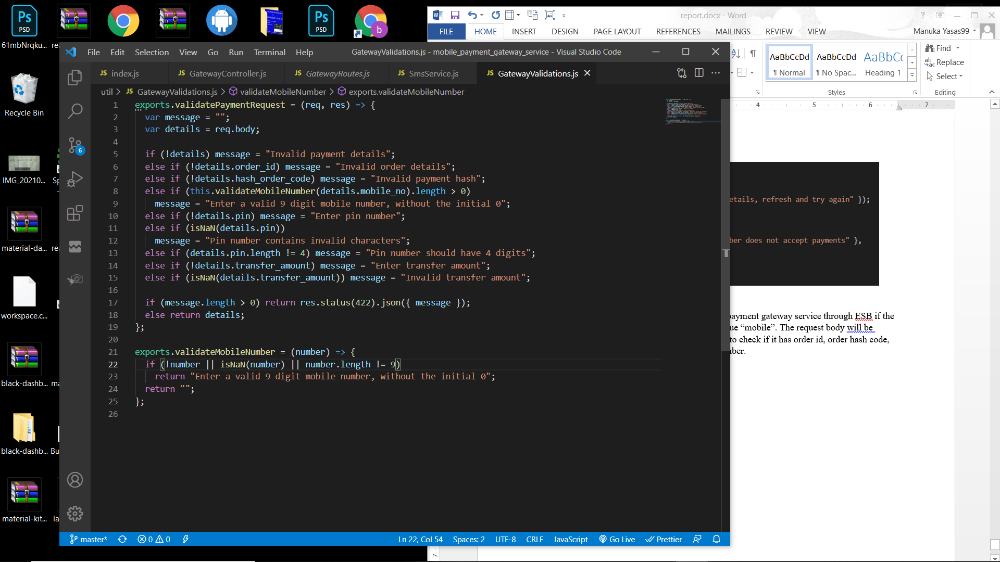 61mbNrqku...
Recycle Bin
IMG_20210...
material-da...
workspace.c...
black-dashb...
black-dashb...
material-kit...
report.docx - Word
FILE HOME INSERT DESIGN PAGE LAYOUT REFERENCES MAILINGS REVIEW VIEW
Manuka Yasas99
AaBbCcDd AaBbCcDd AaBbCc
¶ Normal ¶ No Spac... Heading 1
Styles
Find
Replace
Select
Editing
4 5 6 7
File Edit Selection View Go Run Terminal Help
GatewayValidations.js - mobile_payment_gateway_service - Visual Studio Code
JS index.js JS GatewayController.js JS GatewayRoutes.js JS SmsService.js JS GatewayValidations.js
util > JS GatewayValidations.js > validateMobileNumber > exports.validateMobileNumber
6
1 exports.validatePaymentRequest = (req, res) => {
2 var message = "";
3 var details = req.body;
4
5 if (!details) message = "Invalid payment details";
6 else if (!details.order_id) message = "Invalid order details";
7 else if (!details.hash_order_code) message = "Invalid payment hash";
8 else if (this.validateMobileNumber(details.mobile_no).length > 0)
9 message = "Enter a valid 9 digit mobile number, without the initial 0";
10 else if (!details.pin) message = "Enter pin number";
11 else if (isNaN(details.pin))
12 message = "Pin number contains invalid characters";
13 else if (details.pin.length != 4) message = "Pin number should have 4 digits";
14 else if (!details.transfer_amount) message = "Enter transfer amount";
15 else if (isNaN(details.transfer_amount)) message = "Invalid transfer amount";
16
17 if (message.length > 0) return res.status(422).json({ message });
18 else return details;
19 };
20
21 exports.validateMobileNumber = (number) => {
22 if (!number || isNaN(number) || number.length != 9)
23 return "Enter a valid 9 digit mobile number, without the initial 0";
24 return "";
25 };
26
master* 0 0 Ln 22, Col 54 Spaces: 2 UTF-8 CRLF JavaScript Go Live Prettier
etails, refresh and try again" });
ber does not accept payments" },
payment gateway service through ESB if the
ue “mobile”. The request body will be
to check if it has order id, order hash code,
nber.